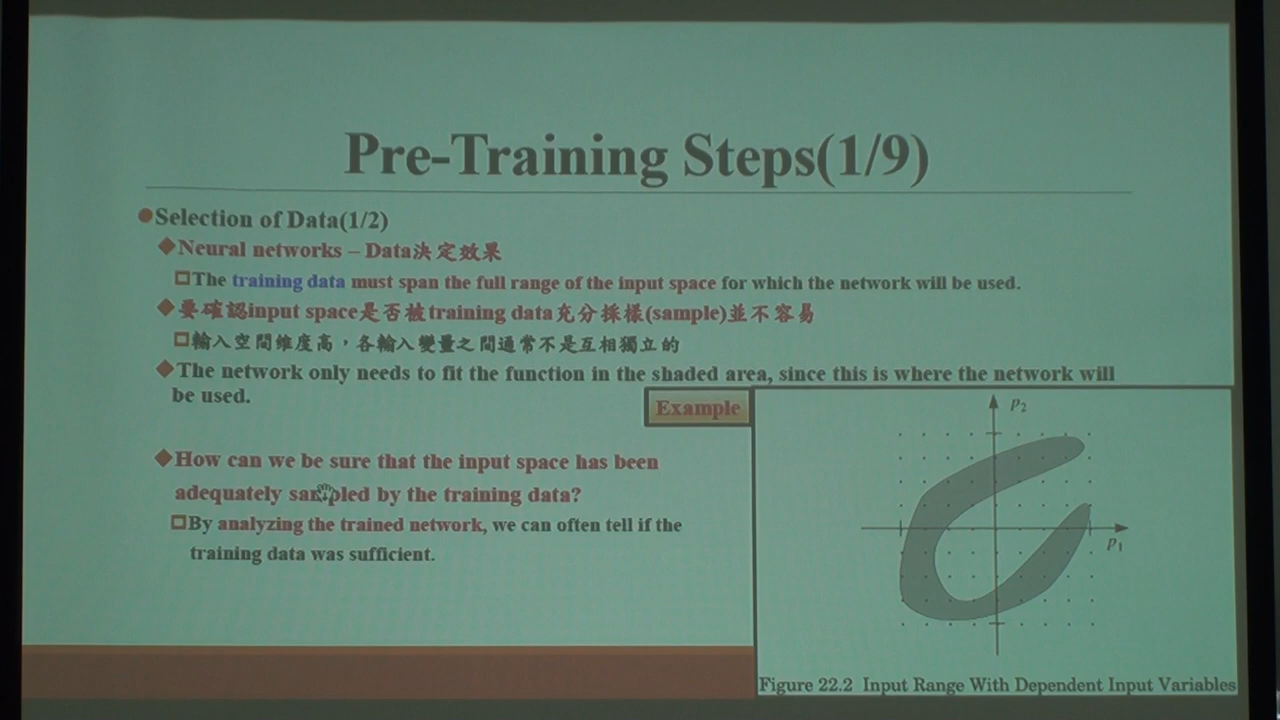 Pre-Training Steps(1/9)
Selection of Data(1/2)
Neural networks – Data決定效果
The training data must span the full range of the input space for which the network will be used.
要確認input space是否被training data充分採樣(sample)並不容易
輸入空間維度高，各輸入變量之間通常不是互相獨立的
The network only needs to fit the function in the shaded area, since this is where the network will
be used.
Example
How can we be sure that the input space has been
adequately sampled by the training data?
By analyzing the trained network, we can often tell if the
training data was sufficient.
p2
p1
Figure 22.2 Input Range With Dependent Input Variables